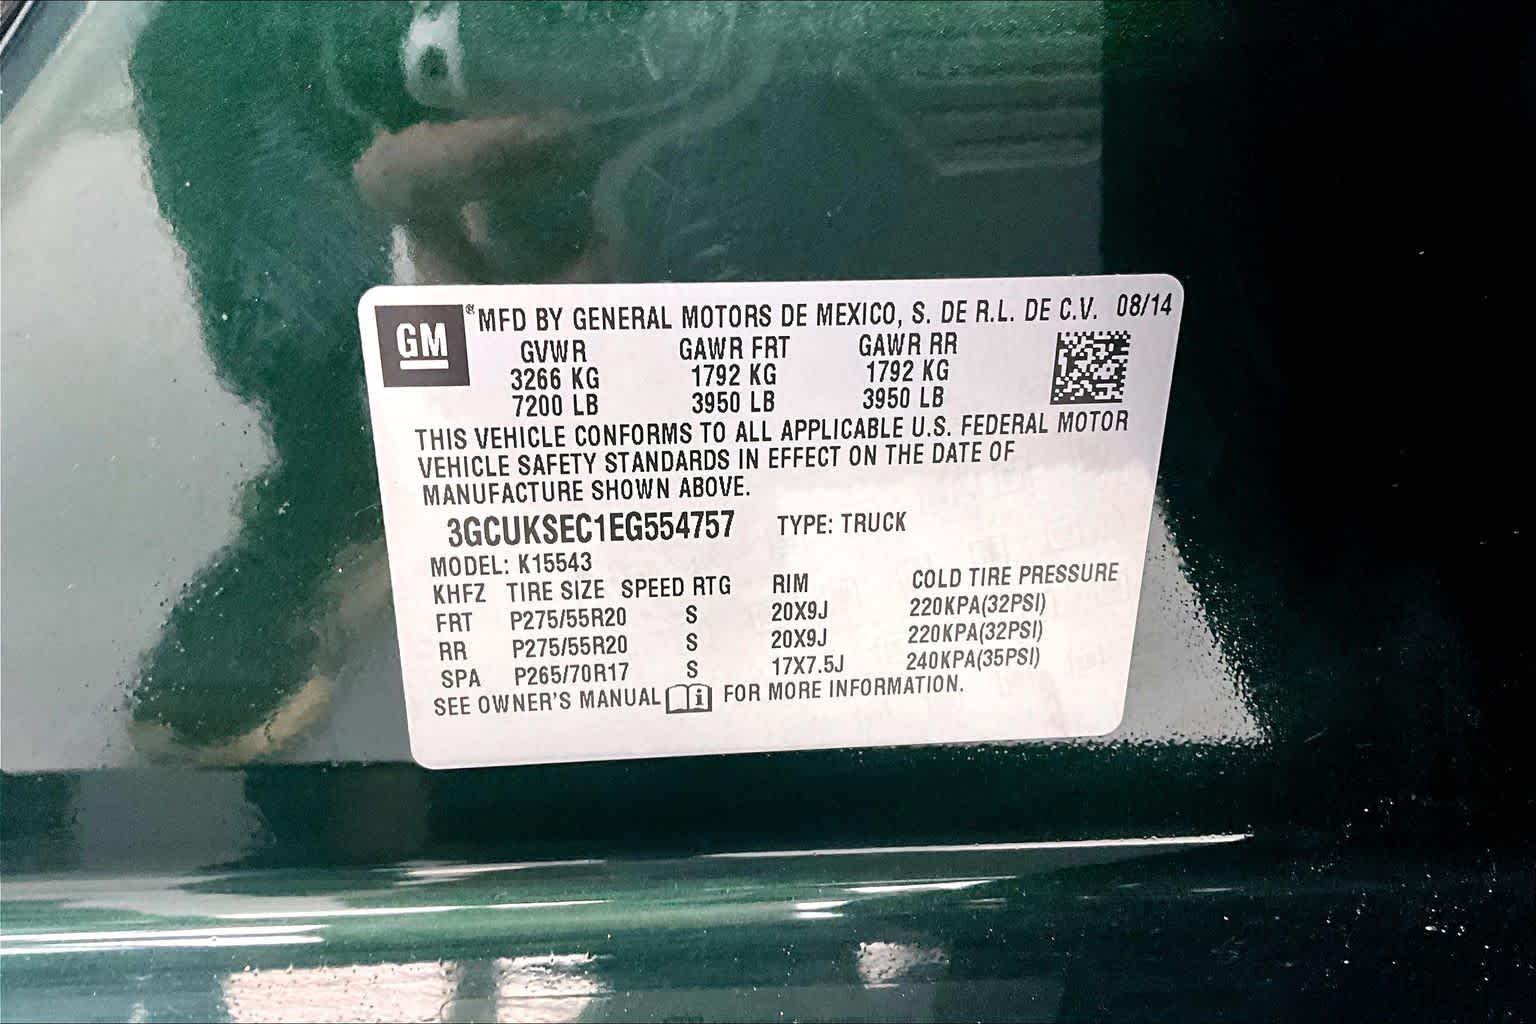 GM ® MFD BY GENERAL MOTORS DE MEXICO, S. DE R.L. DE C.V. 08/14
GVWR GAWR FRT GAWR RR
3266 KG 1792 KG 1792 KG
7200 LB 3950 LB 3950 LB
THIS VEHICLE CONFORMS TO ALL APPLICABLE U.S. FEDERAL MOTOR
VEHICLE SAFETY STANDARDS IN EFFECT ON THE DATE OF
MANUFACTURE SHOWN ABOVE.
3GCUKSEC1EG554757 TYPE: TRUCK
MODEL: K15543
KHFZ TIRE SIZE SPEED RTG RIM COLD TIRE PRESSURE
FRT P275/55R20 S 20X9J 220KPA(32PSI)
RR P275/55R20 S 20X9J 220KPA(32PSI)
SPA P265/70R17 S 17X7.5J 240KPA(35PSI)
SEE OWNER'S MANUAL i FOR MORE INFORMATION.